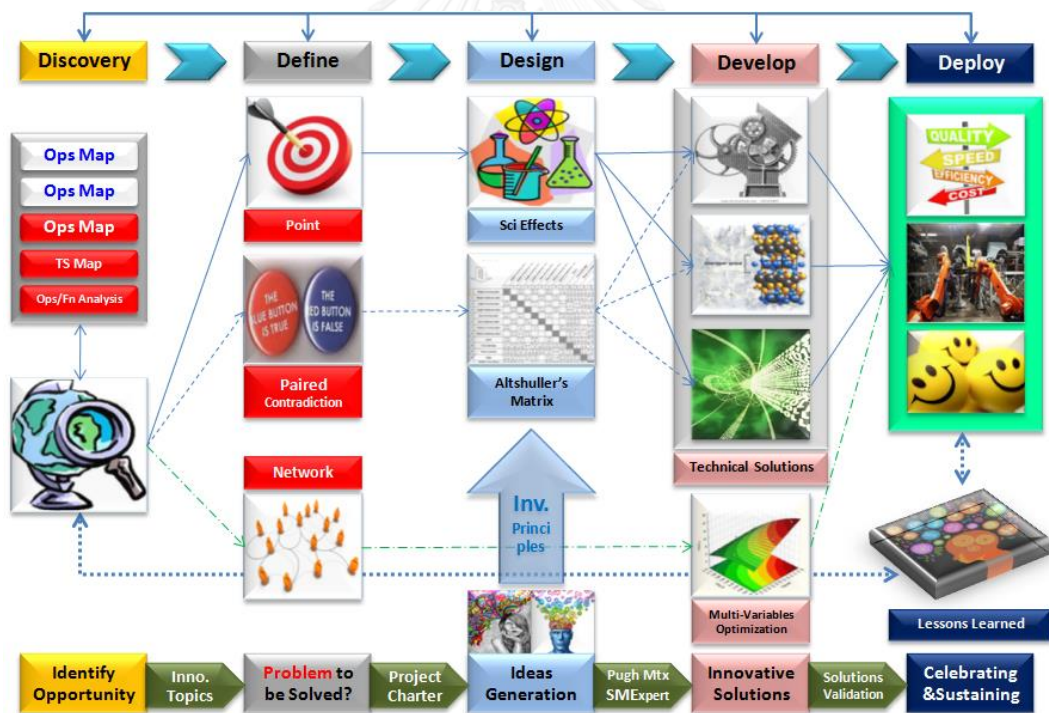 Discovery
Define
Design
Develop
Deploy
Ops Map
Ops Map
Ops Map
TS Map
Ops/Fn Analysis
Point
THE
BUTTON
IS TRUE
THE
BUTTON
IS FALSE
Paired
Contradiction
Network
Sci Effects
Altshuller's
Matrix
Inv.
Princi
ples
Technical Solutions
Multi-Variables
Optimization
QUALITY
SPEED
EFFICIENCY
COST
Lessons Learned
Identify
Opportunity
Inno.
Topics
Problem to
be Solved?
Project
Charter
Ideas
Generation
Pugh Mtx
SMExpert
Innovative
Solutions
Solutions
Validation
Celebrating
&Sustaining